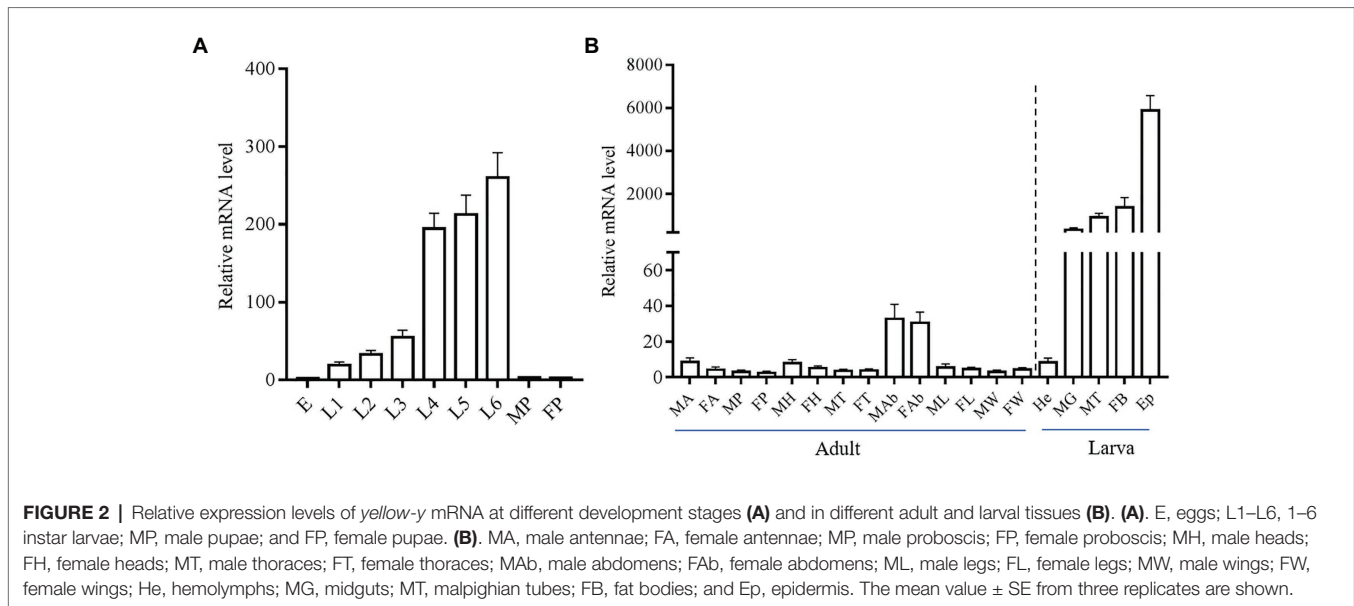 A
B
Relative mRNA level
400
300
200
100
0
E L1 L2 L3 L4 L5 L6 MP FP
Relative mRNA level
8000
6000
4000
2000
60
40
20
0
MA FA MP FP MH FH MT FT MAb FAb ML FL MW FW He MG MT FB Ep
Adult
Larva
FIGURE 2 | Relative expression levels of yellow-y mRNA at different development stages (A) and in different adult and larval tissues (B). (A). E, eggs; L1–L6, 1–6
instar larvae; MP, male pupae; and FP, female pupae. (B). MA, male antennae; FA, female antennae; MP, male proboscis; FP, female proboscis; MH, male heads;
FH, female heads; MT, male thoraces; FT, female thoraces; MAb, male abdomens; FAb, female abdomens; ML, male legs; FL, female legs; MW, male wings; FW,
female wings; He, hemolymphs; MG, midguts; MT, malpighian tubes; FB, fat bodies; and Ep, epidermis. The mean value ± SE from three replicates are shown.